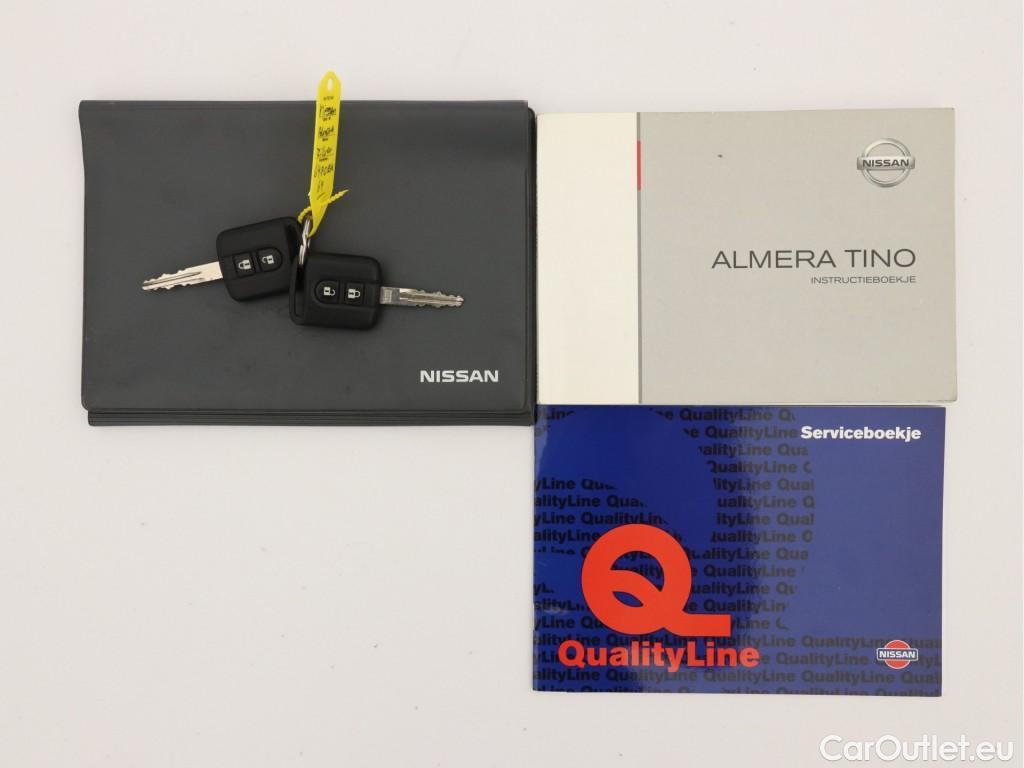 NISSAN
NISSAN
ALMERA TINO
INSTRUCTIEBOEKJE
Serviceboekje
QualityLine
NISSAN
CarOutlet.eu